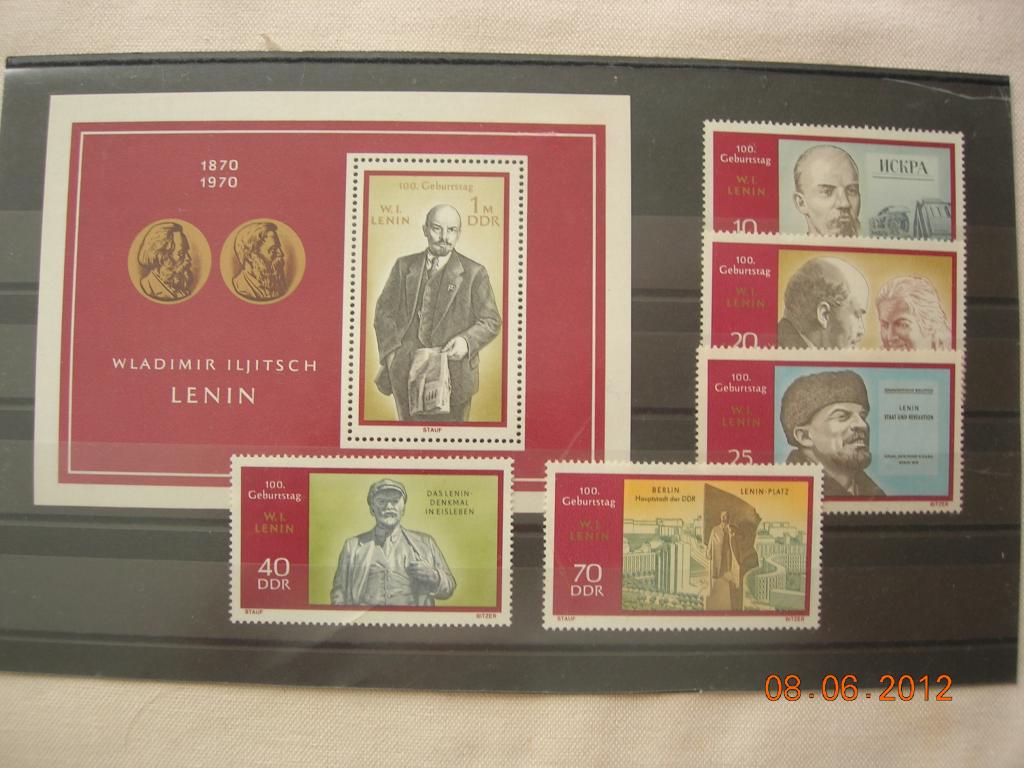 1870
1970
WLADIMIR ILJITSCH
LENIN
100. Geburtstag
W.I.
LENIN
1 M
DDR
STAUF
100.
Geburtstag
W.I.
LENIN
10
ИСКРА
100.
Geburtstag
W.I.
LENIN
20
100.
Geburtstag
W.I.
LENIN
25
LENIN
STAAT UND REVOLUTION
BITZER
100.
Geburtstag
W.I.
LENIN
40
DDR
DAS LENIN-
DENKMAL
IN EISLEBEN
STAUF
BITZER
100.
Geburtstag
W.I.
LENIN
70
DDR
BERLIN
Hauptstadt der DDR
LENIN-PLATZ
STAUF
BITZER
08.06.2012